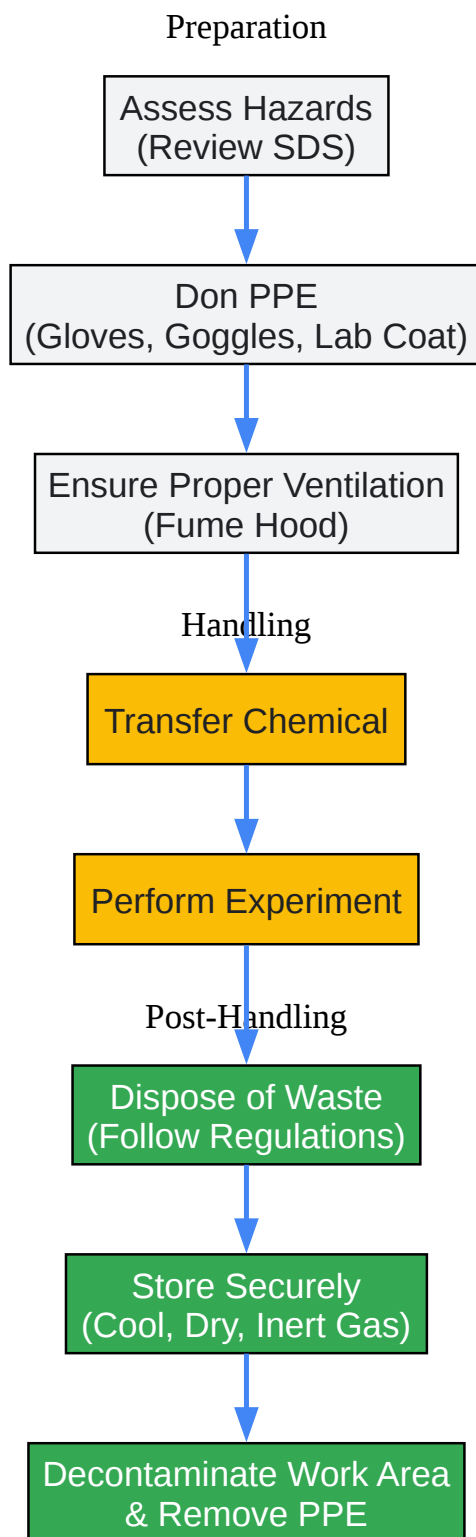 Preparation
Assess Hazards
(Review SDS)
Don PPE
(Gloves, Goggles, Lab Coat)
Ensure Proper Ventilation
(Fume Hood)
Handling
Transfer Chemical
Perform Experiment
Post-Handling
Dispose of Waste
(Follow Regulations)
Store Securely
(Cool, Dry, Inert Gas)
Decontaminate Work Area
& Remove PPE